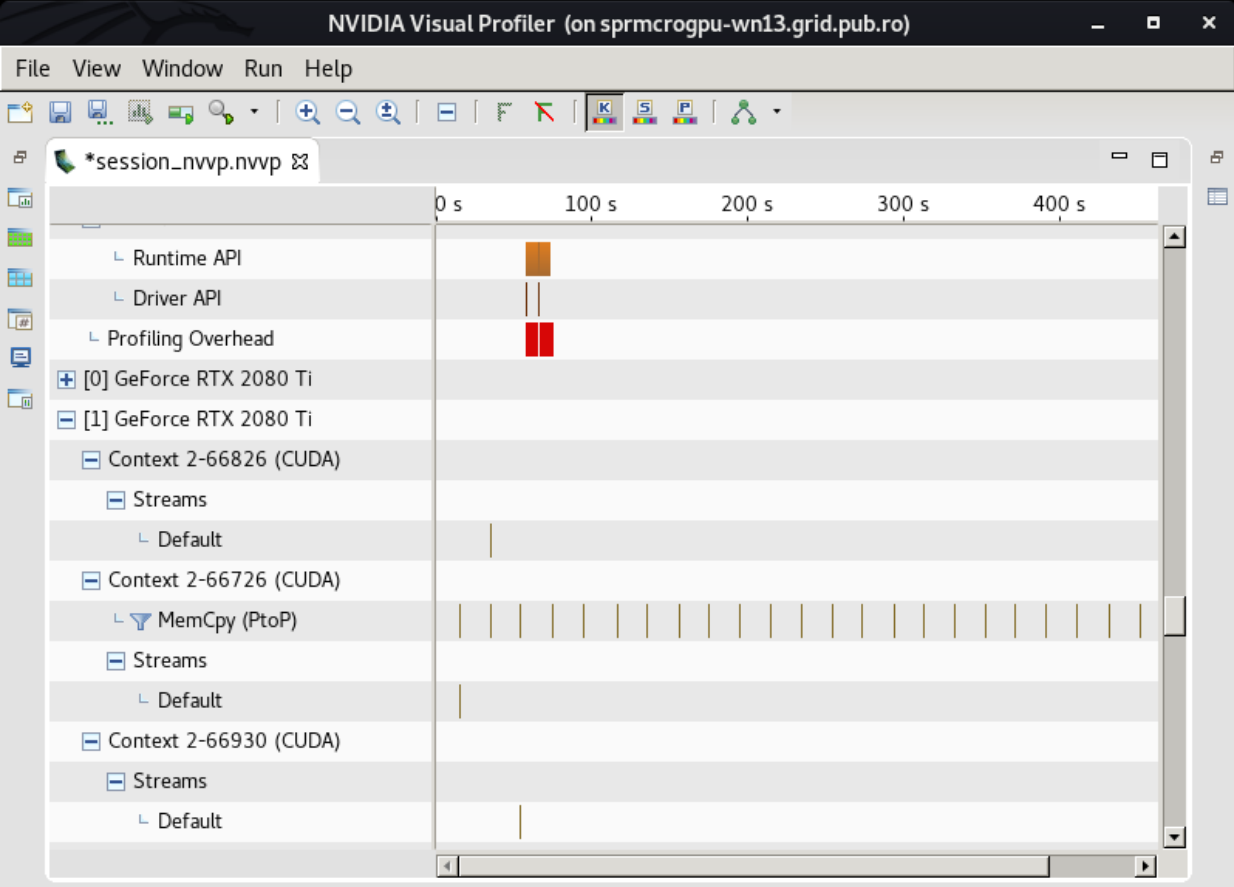 NVIDIA Visual Profiler (on sprmcrogpu-wn13.grid.pub.ro)
File View Window Run Help
K S P
*session_nvvp.nvvp
0 s 100 s 200 s 300 s 400 s
Runtime API
Driver API
Profiling Overhead
[0] GeForce RTX 2080 Ti
[1] GeForce RTX 2080 Ti
Context 2-66826 (CUDA)
Streams
Default
Context 2-66726 (CUDA)
MemCpy (PtoP)
Streams
Default
Context 2-66930 (CUDA)
Streams
Default